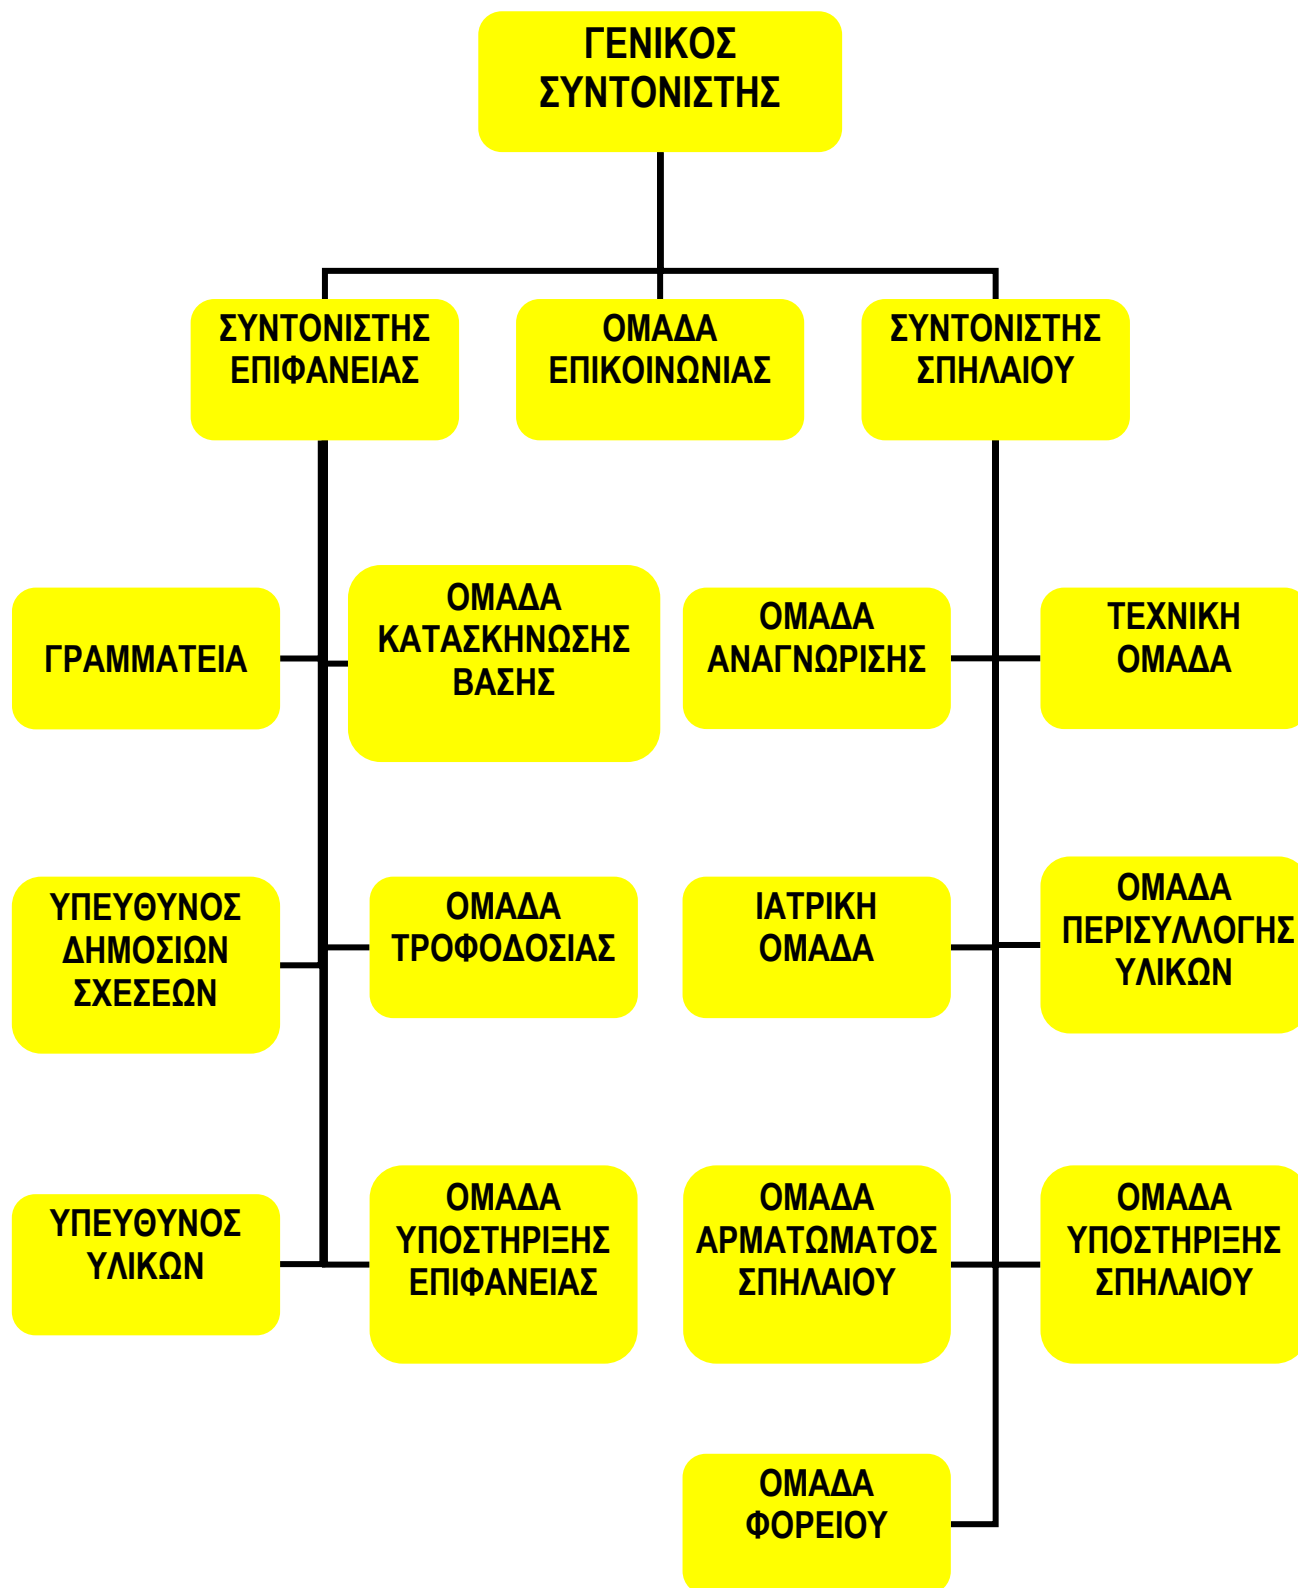 ΓΕΝΙΚΟΣ
ΣΥΝΤΟΝΙΣΤΗΣ
ΣΥΝΤΟΝΙΣΤΗΣ
ΕΠΙΦΑΝΕΙΑΣ
ΟΜΑΔΑ
ΕΠΙΚΟΙΝΩΝΙΑΣ
ΣΥΝΤΟΝΙΣΤΗΣ
ΣΠΗΛΑΙΟΥ
ΓΡΑΜΜΑΤΕΙΑ
ΟΜΑΔΑ
ΚΑΤΑΣΚΗΝΩΣΗΣ
ΒΑΣΗΣ
ΟΜΑΔΑ
ΑΝΑΓΝΩΡΙΣΗΣ
ΤΕΧΝΙΚΗ
ΟΜΑΔΑ
ΥΠΕΥΘΥΝΟΣ
ΔΗΜΟΣΙΩΝ
ΣΧΕΣΕΩΝ
ΟΜΑΔΑ
ΤΡΟΦΟΔΟΣΙΑΣ
ΙΑΤΡΙΚΗ
ΟΜΑΔΑ
ΟΜΑΔΑ
ΠΕΡΙΣΥΛΛΟΓΗΣ
ΥΛΙΚΩΝ
ΥΠΕΥΘΥΝΟΣ
ΥΛΙΚΩΝ
ΟΜΑΔΑ
ΥΠΟΣΤΗΡΙΞΗΣ
ΕΠΙΦΑΝΕΙΑΣ
ΟΜΑΔΑ
ΑΡΜΑΤΩΜΑΤΟΣ
ΣΠΗΛΑΙΟΥ
ΟΜΑΔΑ
ΥΠΟΣΤΗΡΙΞΗΣ
ΣΠΗΛΑΙΟΥ
ΟΜΑΔΑ
ΦΟΡΕΙΟΥ